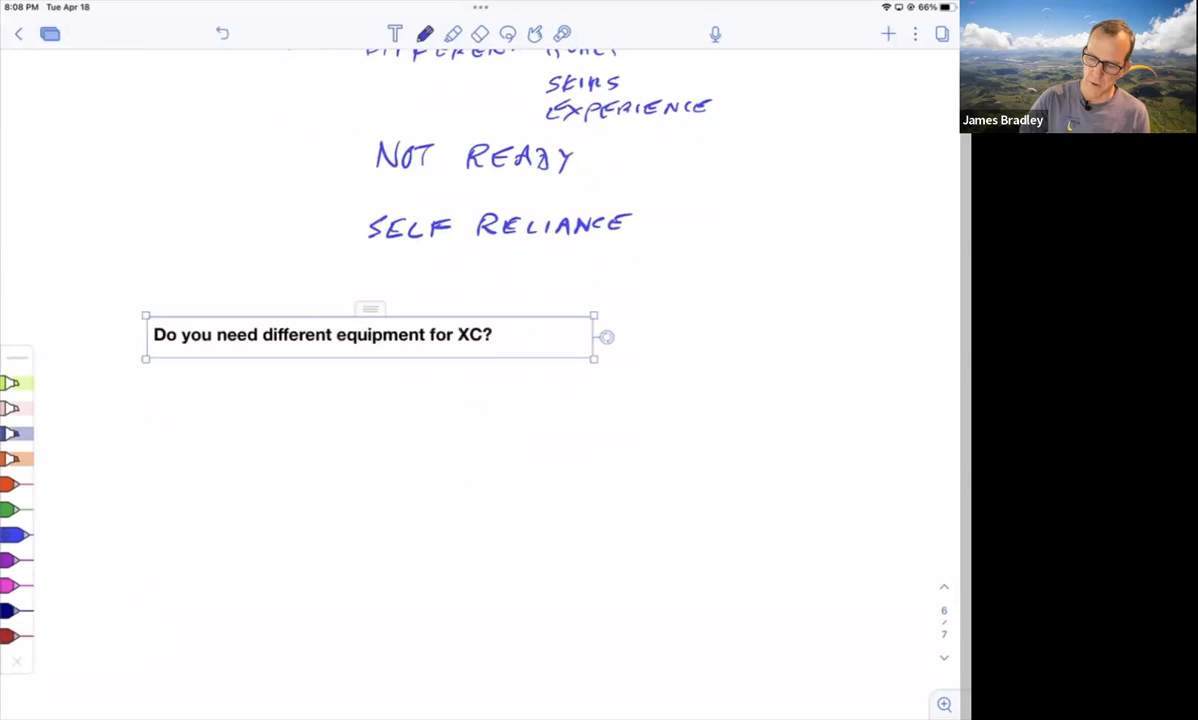 8:08 PM Tue Apr 18
66%
SKILLS
EXPERIENCE
NOT READY
SELF RELIANCE
Do you need different equipment for XC?
6
/
7
James Bradley